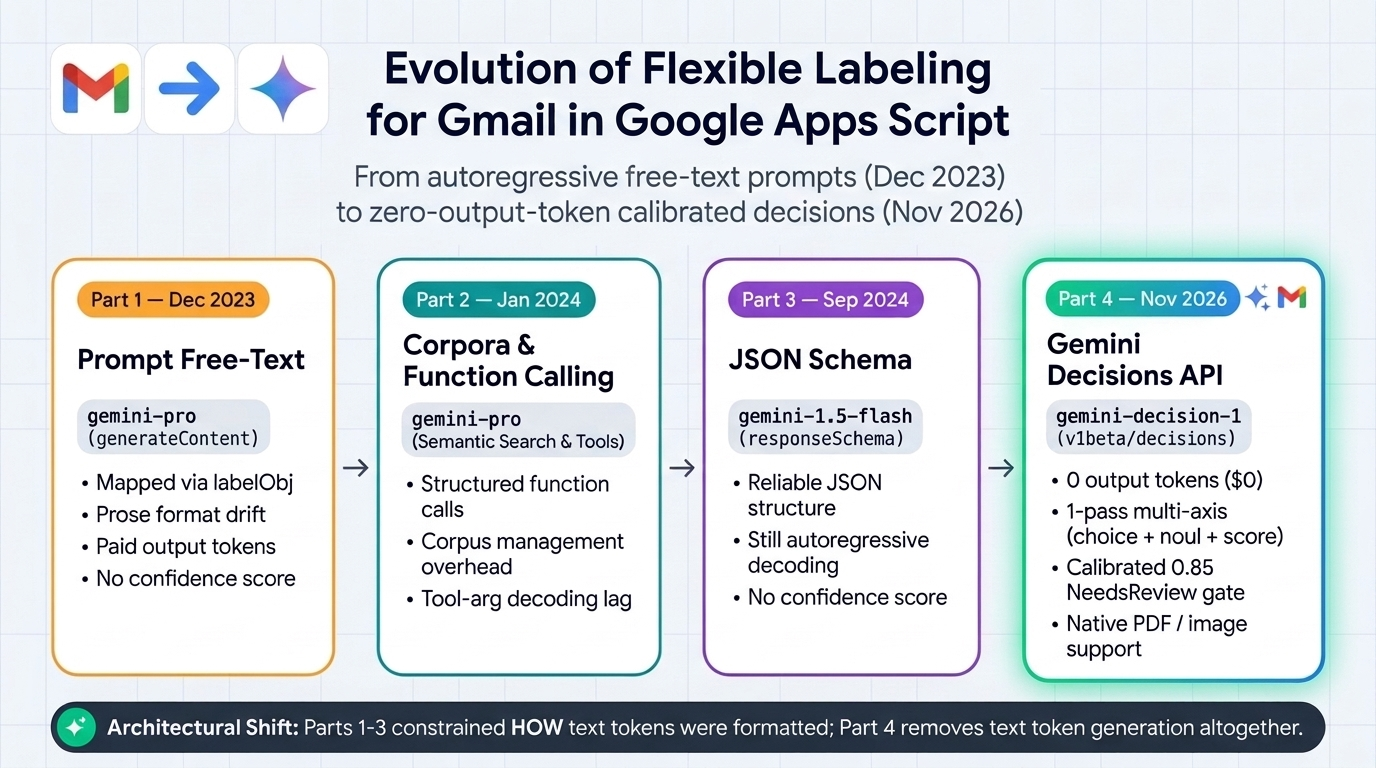 Evolution of Flexible Labeling
for Gmail in Google Apps Script
From autoregressive free-text prompts (Dec 2023)
to zero-output-token calibrated decisions (Nov 2026)
Part 1 — Dec 2023
Prompt Free-Text
gemini-pro
(generateContent)
• Mapped via labelObj
• Prose format drift
• Paid output tokens
• No confidence score
Part 2 — Jan 2024
Corpora &
Function Calling
gemini-pro
(Semantic Search & Tools)
• Structured function
calls
• Corpus management
overhead
• Tool-arg decoding lag
Part 3 — Sep 2024
JSON Schema
gemini-1.5-flash
(responseSchema)
• Reliable JSON
structure
• Still autoregressive
decoding
• No confidence score
Part 4 — Nov 2026
Gemini
Decisions API
gemini-decision-1
(v1beta/decisions)
• 0 output tokens ($0)
• 1-pass multi-axis
(choice + noul + score)
• Calibrated 0.85
NeedsReview gate
• Native PDF / image
support
Architectural Shift: Parts 1-3 constrained HOW text tokens were formatted; Part 4 removes text token generation altogether.